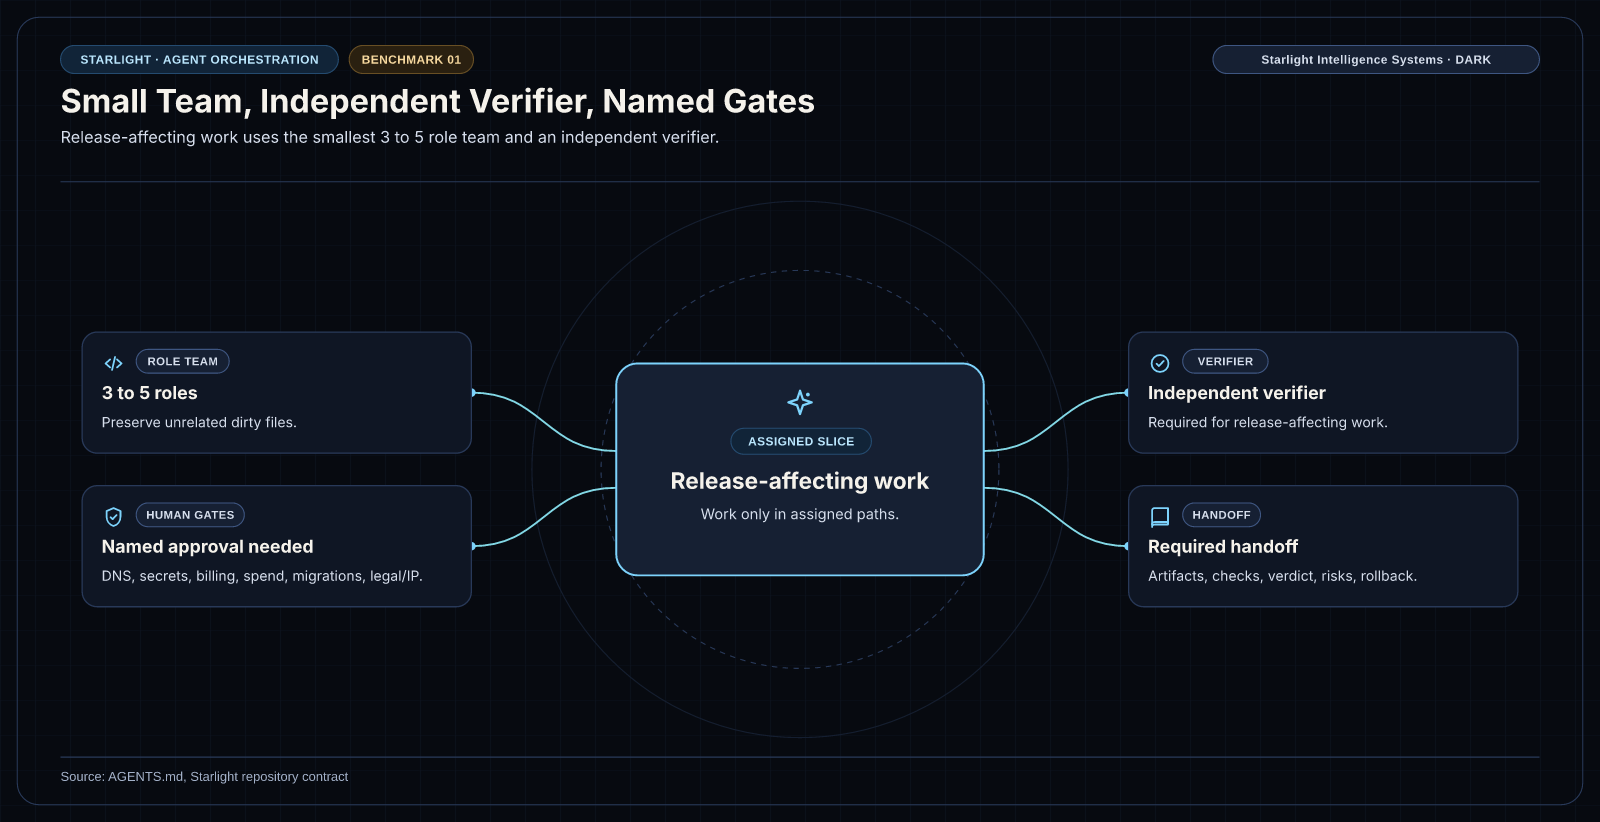 STARLIGHT · AGENT ORCHESTRATION
BENCHMARK 01
Starlight Intelligence Systems · DARK
Small Team, Independent Verifier, Named Gates
Release-affecting work uses the smallest 3 to 5 role team and an independent verifier.
ROLE TEAM
3 to 5 roles
Preserve unrelated dirty files.
HUMAN GATES
Named approval needed
DNS, secrets, billing, spend, migrations, legal/IP.
ASSIGNED SLICE
Release-affecting work
Work only in assigned paths.
VERIFIER
Independent verifier
Required for release-affecting work.
HANDOFF
Required handoff
Artifacts, checks, verdict, risks, rollback.
Source: AGENTS.md, Starlight repository contract